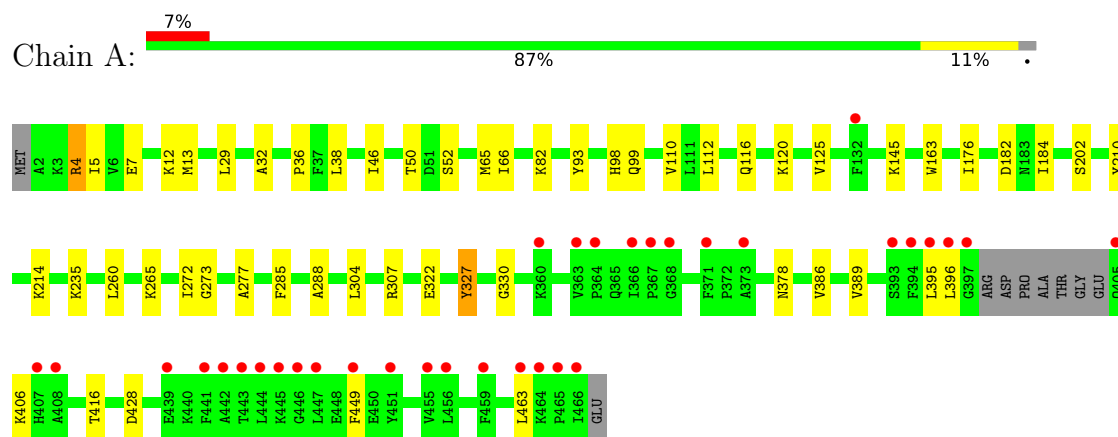 7%
Chain A:
87% 11% •
MET A2 K3 R4 I5 V6 E7 K12 M13 L29 A32 P36 F37 L38 I46 T50 D51 S52 M65 I66 K82 Y93 H98 Q99 V110 L111 L112 Q116 K120 V125 F132 K145 W163 I176 D182 N183 I184 S202
K214 K235 L260 K265 I272 G273 A277 F285 A288 L304 R307 E322 Y327 G330 K360 V363 P364 Q365 I366 P367 G368 F371 P372 A373 N378 V386 V389 S393 F394 L395 L396 G397 ARG ASP PRO ALA THR GLY GLU
K406 H407 A408 T416 D428 E439 K440 F441 A442 T443 L444 K445 G446 L447 E448 F449 E450 Y451 V455 L456 F459 L463 K464 P465 I466 GLU